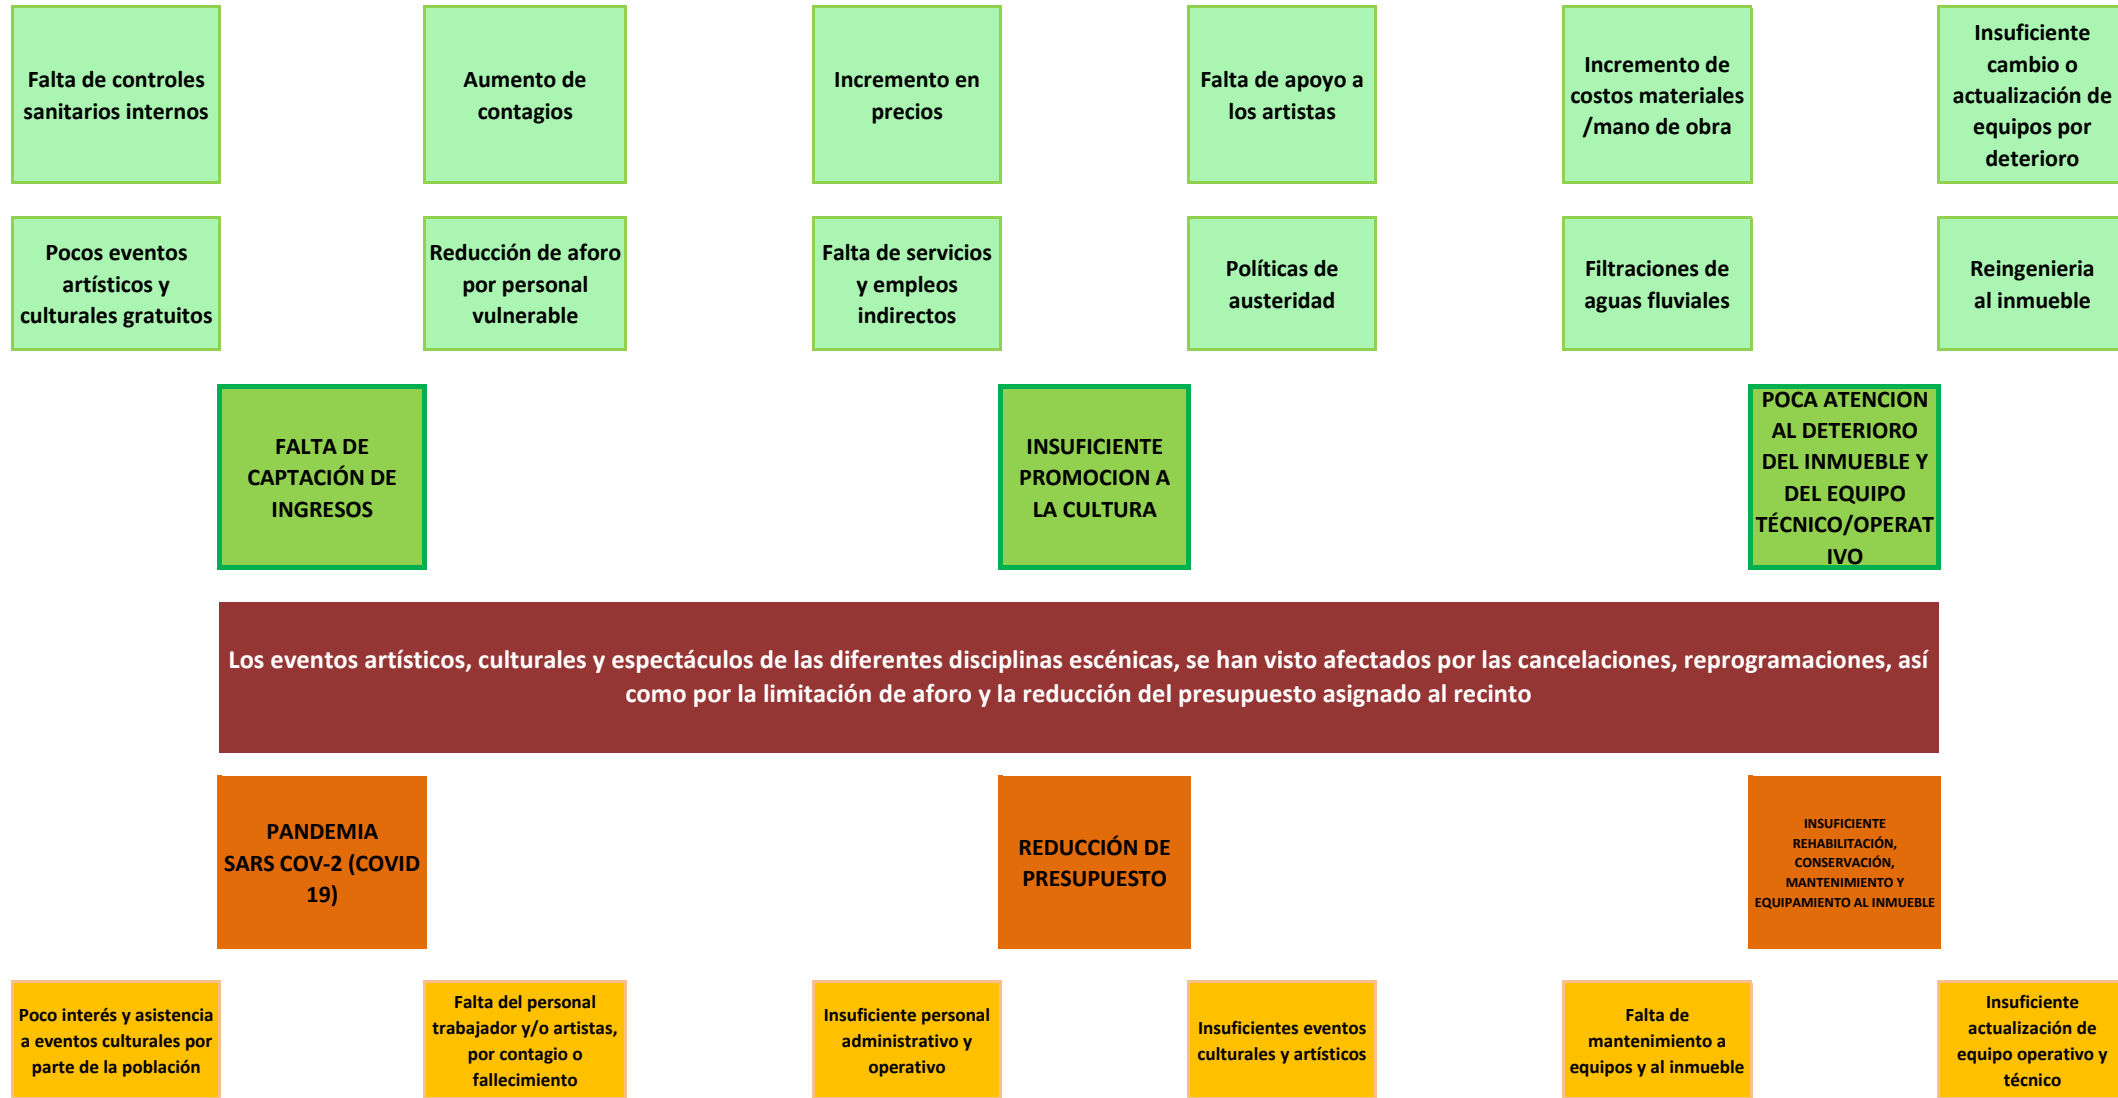 Falta de controles
sanitarios internos
Aumento de
contagios
Incremento en
precios
Falta de apoyo a
los artistas
Incremento de
costos materiales
/mano de obra
Insuficiente
cambo o
actualización de
equipos por
deterioro
Pocos eventos
artísticos y
culturales gratuitos
Reducción de aforo
por personal
vulnerable
Falta de servicios
y empleos
indirectos
Políticas de
austeridad
Filtraciones de
aguas fluviales
Reingenieria
al inmueble
FALTA DE
CAPTACIÓN DE
INGRESOS
INSUFICIENTE
PROMOCION A
LA CULTURA
POCA ATENCION
AL DETERIORO
DEL INMUEBLE Y
DEL EQUIPO
TÉCNICO/OPERAT
IVO
Los eventos artísticos, culturales y espectáculos de las diferentes disciplinas escénicas, se han visto afectados por las cancelaciones, reprogramaciones, así
como por la limitación de aforo y la reducción del presupuesto asignado al recinto
PANDEMIA
SARS COV-2 (COVID
19)
REDUCCIÓN DE
PRESUPUESTO
INSUFICIENTE
REHABILITACIÓN,
CONSERVACIÓN,
MANTENIMIENTO Y
EQUIPAMIENTO AL INMUEBLE
Poco interés y asistencia
a eventos culturales por
parte de la población
Falta del personal
trabajador y/o artistas,
por contagio o
fallecimiento
Insuficiente personal
administrativo y
operativo
Insuficientes eventos
culturales y artísticos
Falta de
mantenimiento a
equipos y al inmueble
Insuficiente
actualización de
equipo operativo y
técnico